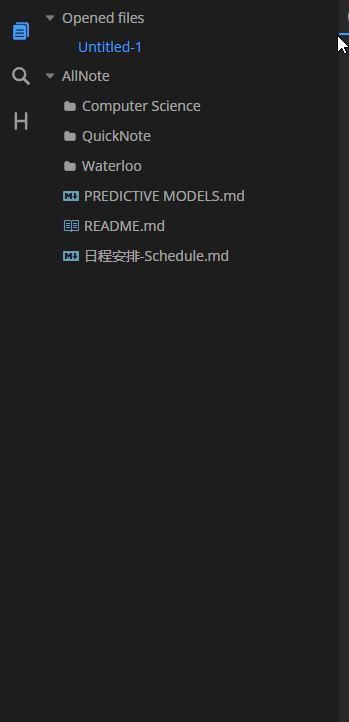 Opened files
Untitled-1
AllNote
Computer Science
QuickNote
Waterloo
PREDICTIVE MODELS.md
README.md
日程安排-Schedule.md